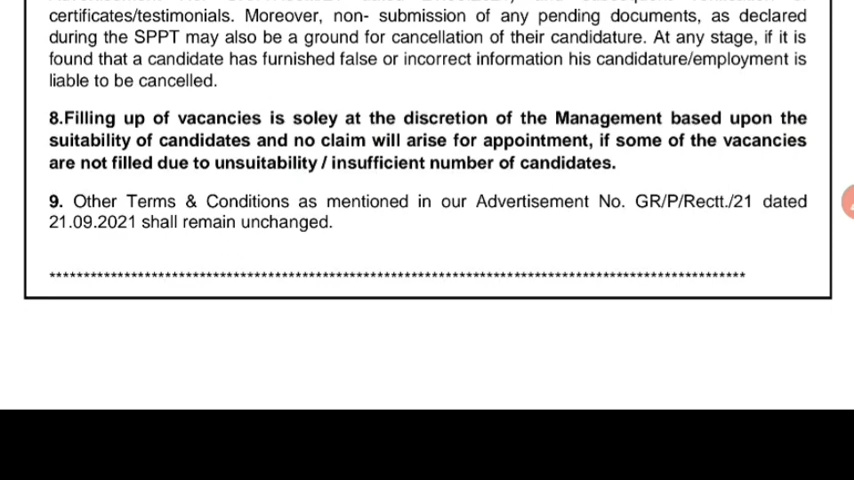 certificates/testimonials. Moreover, non- submission of any pending documents, as declared
during the SPPT may also be a ground for cancellation of their candidature. At any stage, if it is
found that a candidate has furnished false or incorrect information his candidature/employment is
liable to be cancelled.
8.Filling up of vacancies is soley at the discretion of the Management based upon the
suitability of candidates and no claim will arise for appointment, if some of the vacancies
are not filled due to unsuitability / insufficient number of candidates.
9. Other Terms & Conditions as mentioned in our Advertisement No. GR/P/Rectt./21 dated
21.09.2021 shall remain unchanged.
*******************************************************************************************************